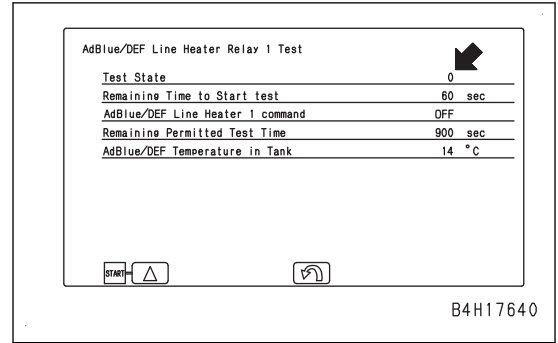 AdBlue/DEF Line Heater Relay 1 Test
Test State 0
Remaining Time to Start test 60 sec
AdBlue/DEF Line Heater 1 command OFF
Remaining Permitted Test Time 900 sec
AdBlue/DEF Temperature in Tank 14 °C
START
B4H17640